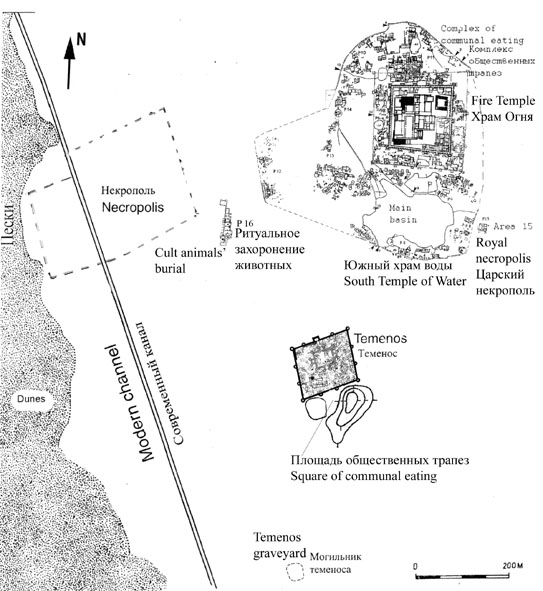 N
Complex of
communal eating
Комплекс
общественных
трапез
Fire Temple
Храм Огня
Некрополь
Necropolis
P 16
Ритуальное
захоронение
животных
Cult animals'
burial
Main
basin
P
Area 15
Royal
necropolis
Царский
некрополь
Южный храм воды
South Temple of Water
Пески
Temenos
Теменос
Dunes
Modern channel
Современный канал
Площадь общественных трапез
Square of communal eating
Temenos
graveyard
Могильник
теменоса
0
200 M